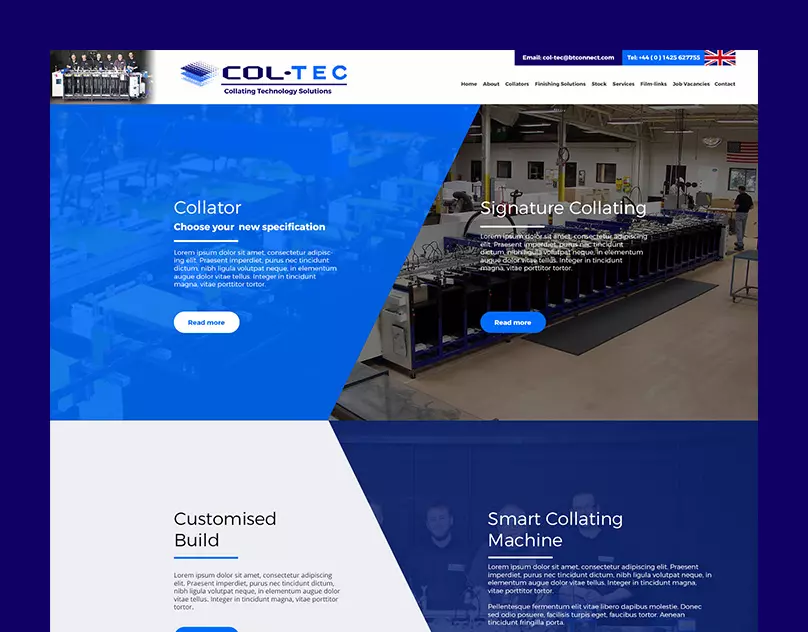 Email: col-tec@btconnect.com
Tel: +44 ( 0 ) 1425 627755
COL·TEC
Collating Technology Solutions
Home About Collators Finishing Solutions Stock Services Film-links Job Vacancies Contact
Collator
Choose your new specification
Lorem ipsum dolor sit amet, consectetur adipisc-
ing elit. Praesent imperdiet, purus nec tincidunt
dictum, nibh ligula volutpat neque, in elementum
augue dolor vitae tellus. Integer in tincidunt
magna, vitae porttitor tortor.
Read more
Signature Collating
Lorem ipsum dolor sit amet, consectetur adipiscing
elit. Praesent imperdiet, purus nec tincidunt
dictum, nibh ligula volutpat neque, in elementum
augue dolor vitae tellus. Integer in tincidunt
magna, vitae porttitor tortor.
Read more
Customised
Build
Lorem ipsum dolor sit amet, consectetur adipiscing
elit. Praesent imperdiet, purus nec tincidunt dictum,
nibh ligula volutpat neque, in elementum augue
dolor vitae tellus. Integer in tincidunt magna, vitae porttitor
tortor.
Smart Collating
Machine
Lorem ipsum dolor sit amet, consectetur adipiscing elit.
Praesent imperdiet, purus nec tincidunt dictum, nibh ligula
volutpat neque, in elementum augue dolor vitae tellus. Integer
in tincidunt magna, vitae porttitor tortor.
Pellentesque fermentum elit vitae libero dapibus molestie. Donec
sed odio posuere, facilisis turpis eget, faucibus tortor. Aenean
tincidunt fringilla porta.